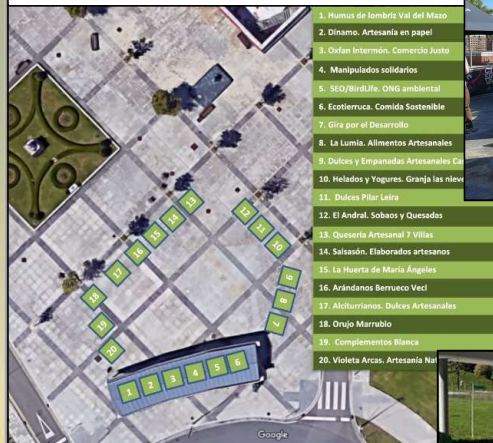 1. Humus de lombriz Val del Mazo
2. Dínamo. Artesanía en papel
3. Oxfan Intermón. Comercio Justo
4. Manipulados solidarios
5. SEO/BirdLife. ONG ambiental
6. Ecotierruca. Comida Sostenible
7. Gira por el Desarrollo
8. La Lumia. Alimentos Artesanales
9. Dulces y Empanadas Artesanales
10. Helados y Yogures. Granja las
11. Dulces Pilar Leira
12. El Andral. Sobaos y Quesadas
13. Quesería Artesanal 7 Villas
14. Salsasón. Elaborados artesanos
15. La Huerta de María Ángeles
16. Arándanos Berrueco Veci
17. Alciturrianos. Dulces Artesanales
18. Orujo Marrubio
19. Complementos Blanca
20. Violeta Arcas. Artesanía
13
14
15
16
17
18
19
20
12
11
10
9
8
7
1
2
3
4
5
6
Google